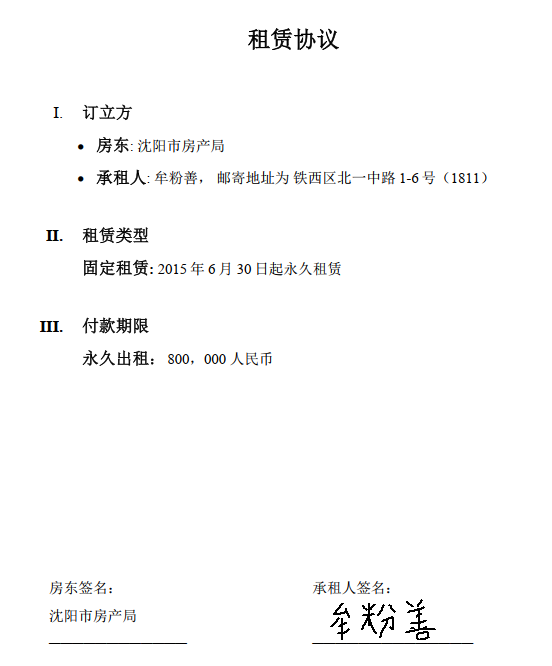 租赁协议
I. 订立方
• 房东: 沈阳市房产局
• 承租人: 牟粉善， 邮寄地址为 铁西区北一中路 1-6 号（1811）
II. 租赁类型
固定租赁: 2015 年 6 月 30 日起永久租赁
III. 付款期限
永久出租： 800，000 人民币
房东签名： 承租人签名：
沈阳市房产局 牟粉善